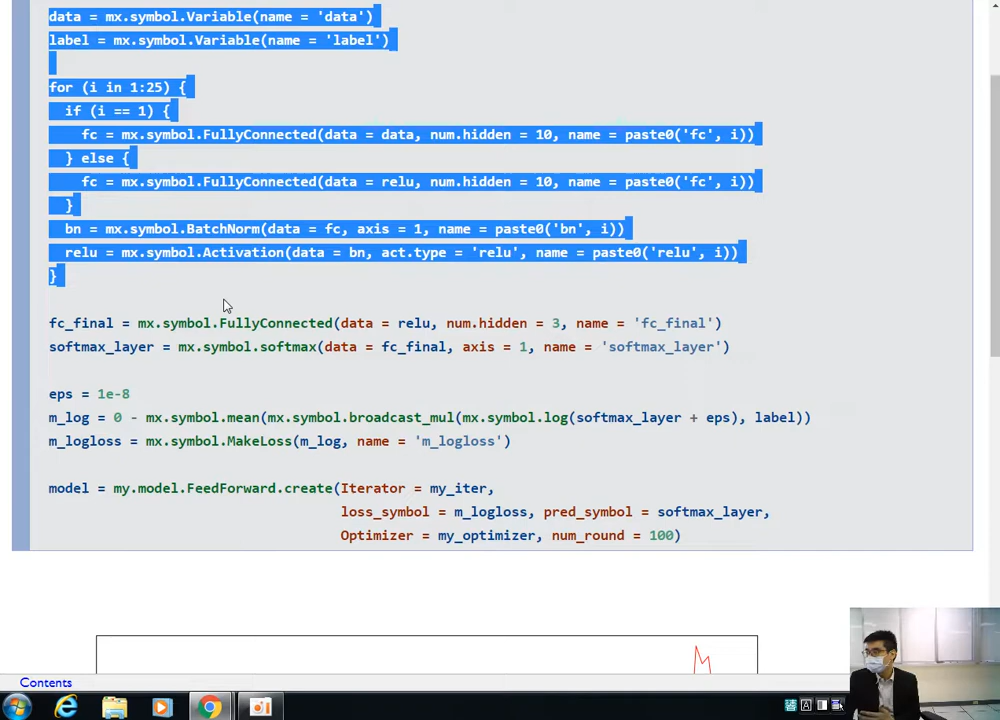 data = mx.symbol.Variable(name = 'data')
label = mx.symbol.Variable(name = 'label')
for (i in 1:25) {
if (i == 1) {
fc = mx.symbol.FullyConnected(data = data, num.hidden = 10, name = paste0('fc', i))
} else {
fc = mx.symbol.FullyConnected(data = relu, num.hidden = 10, name = paste0('fc', i))
}
bn = mx.symbol.BatchNorm(data = fc, axis = 1, name = paste0('bn', i))
relu = mx.symbol.Activation(data = bn, act.type = 'relu', name = paste0('relu', i))
}
fc_final = mx.symbol.FullyConnected(data = relu, num.hidden = 3, name = 'fc_final')
softmax_layer = mx.symbol.softmax(data = fc_final, axis = 1, name = 'softmax_layer')
eps = 1e-8
m_log = 0 - mx.symbol.mean(mx.symbol.broadcast_mul(mx.symbol.log(softmax_layer + eps), label))
m_logloss = mx.symbol.MakeLoss(m_log, name = 'm_logloss')
model = my.model.FeedForward.create(Iterator = my_iter,
loss_symbol = m_logloss, pred_symbol = softmax_layer,
Optimizer = my_optimizer, num_round = 100)
Contents
A